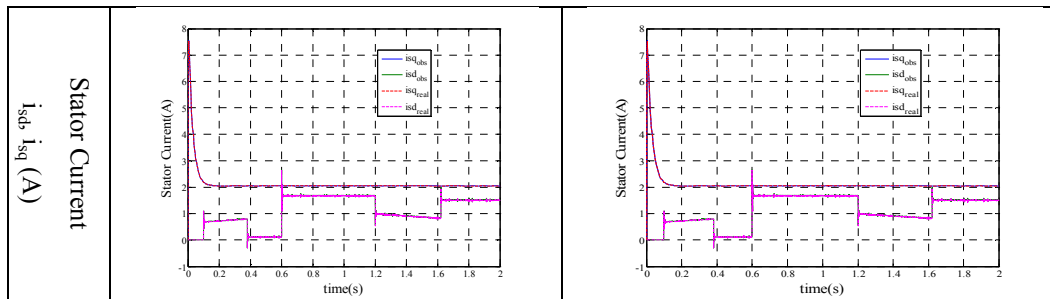 Stator Current
isd, isq (A)
8
7
6
5
4
3
2
1
0
-1
Stator Current(A)
isqobs
isdobs
isqreal
isdreal
0 0.2 0.4 0.6 0.8 1 1.2 1.4 1.6 1.8 2
time(s)
8
7
6
5
4
3
2
1
0
-1
Stator Current(A)
isqobs
isdobs
isqreal
isdreal
0 0.2 0.4 0.6 0.8 1 1.2 1.4 1.6 1.8 2
time(s)